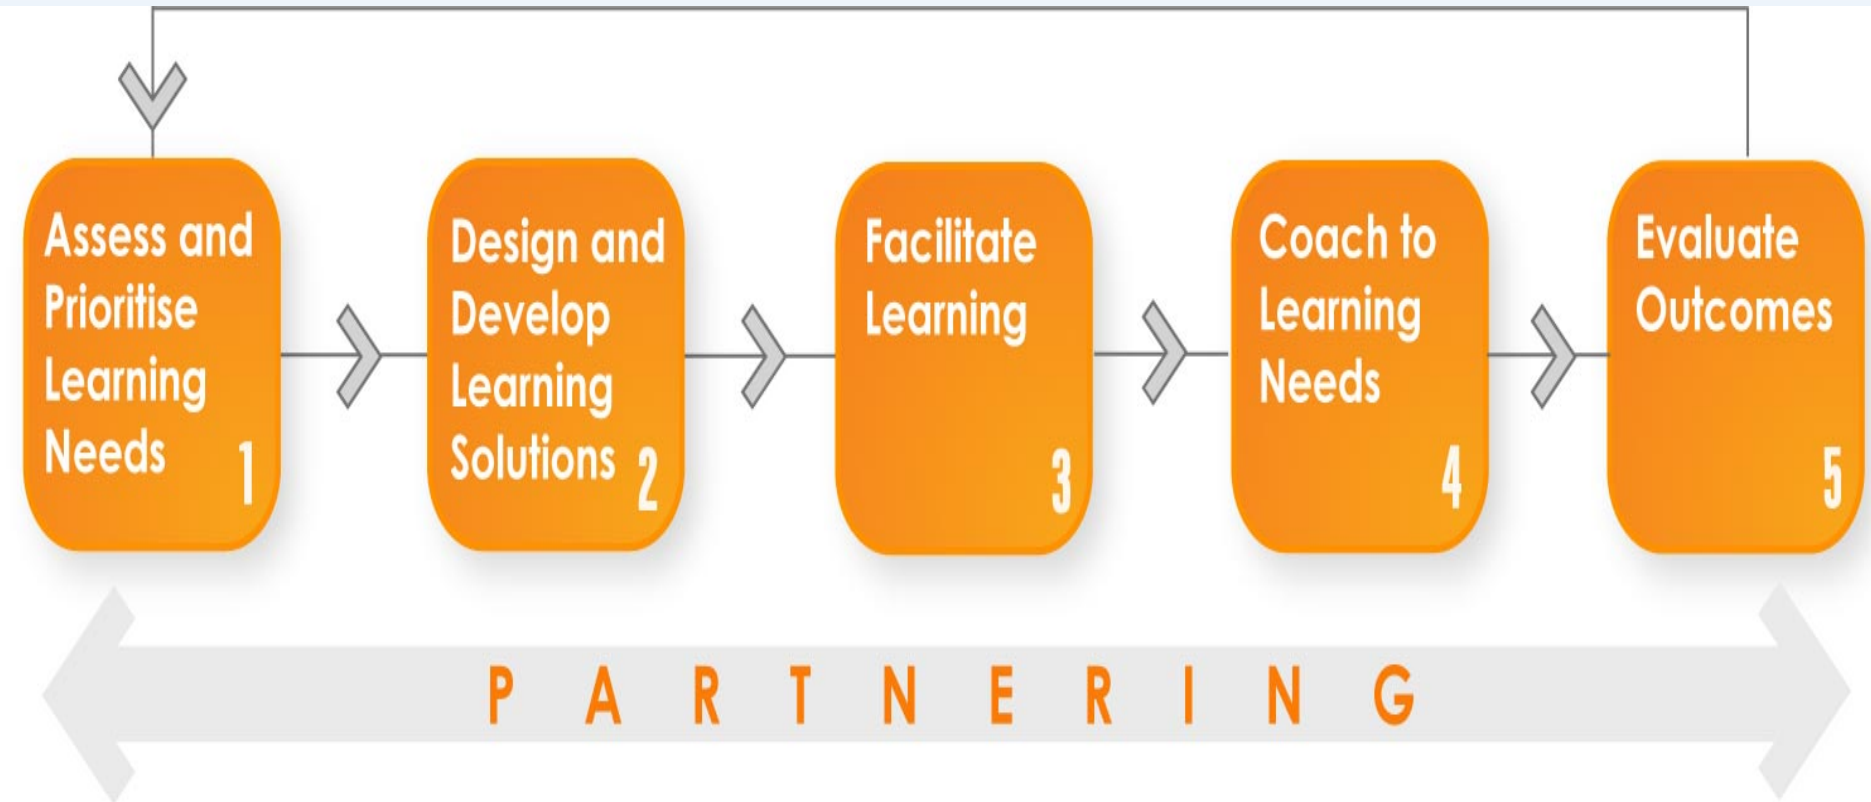 Assess and
Prioritise
Learning
Needs
1
Design and
Develop
Learning
Solutions
2
Facilitate
Learning
3
Coach to
Learning
Needs
4
Evaluate
Outcomes
5
PARTNERING